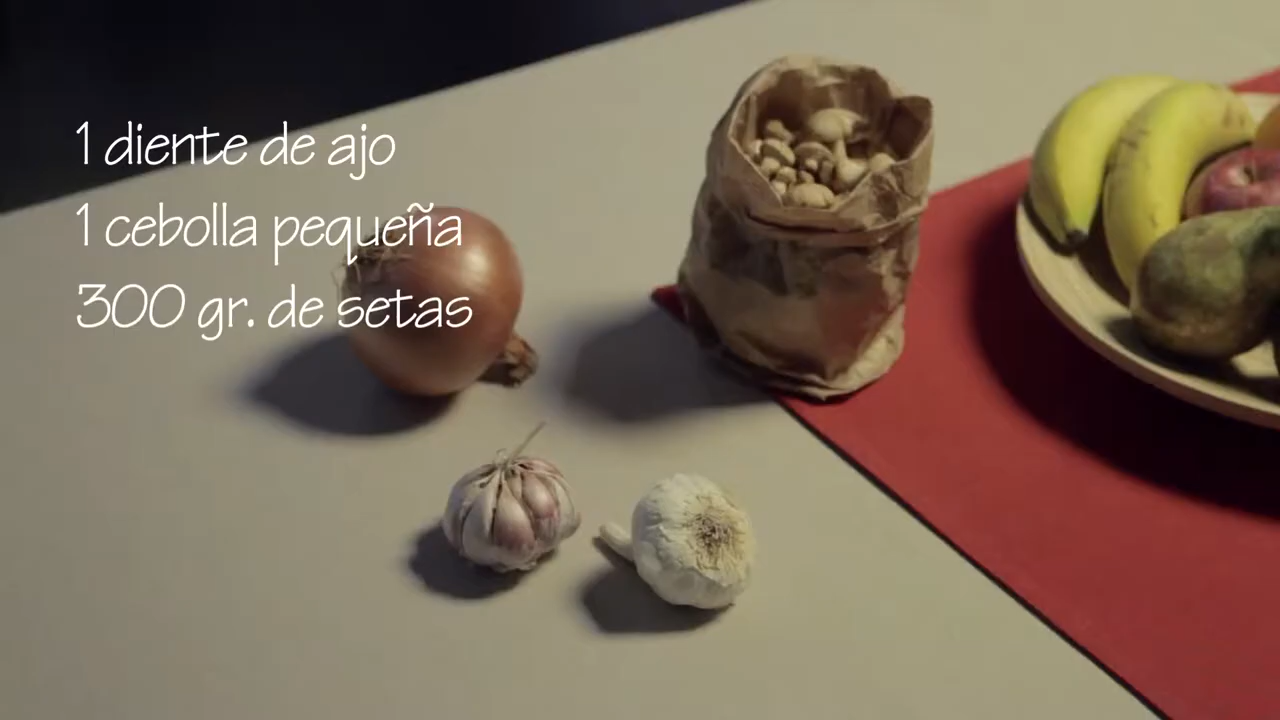 1 diente de ajo
1 cebolla pequeña
300 gr. de setas